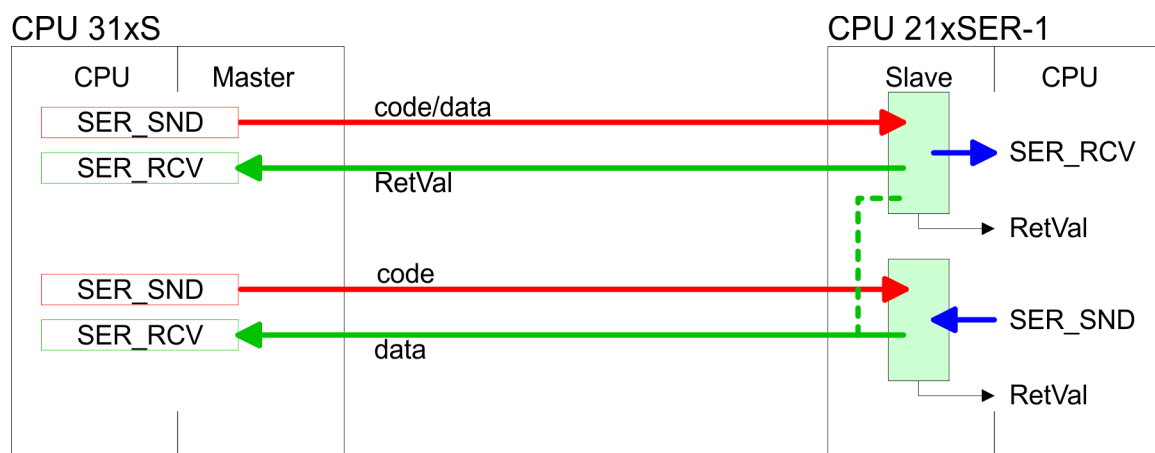 CPU 31xS
CPU 21xSER-1
CPU
Master
Slave
CPU
SER_SND
code/data
SER_RCV
SER_RCV
RetVal
RetVal
SER_SND
code
SER_SND
SER_RCV
data
RetVal